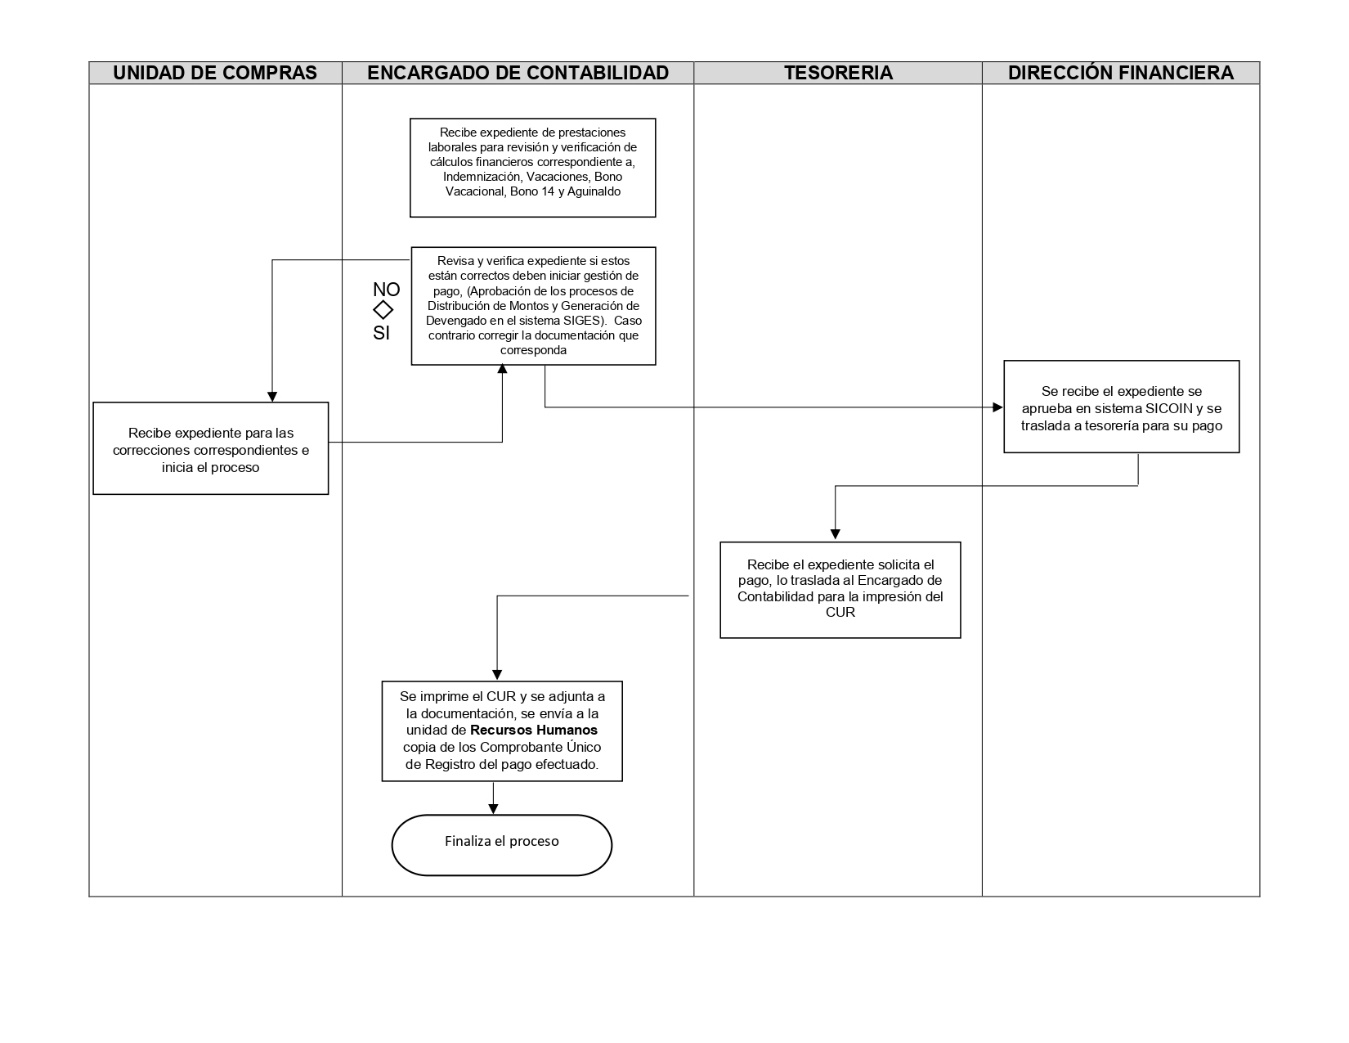 UNIDAD DE COMPRAS
ENCARGADO DE CONTABILIDAD
TESORERIA
DIRECCIÓN FINANCIERA
Recibe expediente de prestaciones
laborales para revisión y verificación de
cálculos financieros correspondiente a,
Indemnización, Vacaciones, Bono
Vacacional, Bono 14 y Aguinaldo
Revisa y verifica expediente si estos
están correctos deben iniciar gestión de
pago, (Aprobación de los procesos de
Distribución de Montos y Generación de
Devengado en el sistema SIGES).  Caso
contrario corregir la documentación que
corresponda
NO
SI
Recibe expediente para las
correcciones correspondientes e
inicia el proceso
Se recibe el expediente se
aprueba en sistema SICOIN y se
traslada a tesorería para su pago
Recibe el expediente solicita el
pago, lo traslada al Encargado de
Contabilidad para la impresión del
CUR
Se imprime el CUR y se adjunta a
la documentación, se envía a la
unidad de Recursos Humanos
copia de los Comprobante Único
de Registro del pago efectuado.
Finaliza el proceso